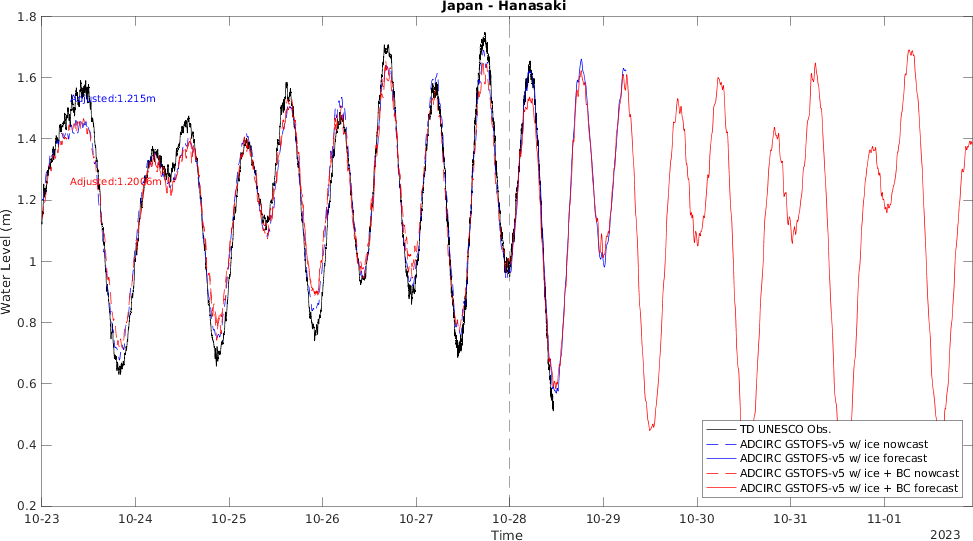 Japan - Hanasaki
1.8
1.6
1.4
1.2
1
0.8
0.6
0.4
0.2
Water Level (m)
Adjusted:1.215m
Adjusted:1.2006m
TD UNESCO Obs.
ADCIRC GSTOFS-v5 w/ ice nowcast
ADCIRC GSTOFS-v5 w/ ice forecast
ADCIRC GSTOFS-v5 w/ ice + BC nowcast
ADCIRC GSTOFS-v5 w/ ice + BC forecast
10-23 10-24 10-25 10-26 10-27 10-28 10-29 10-30 10-31 11-01
Time
2023